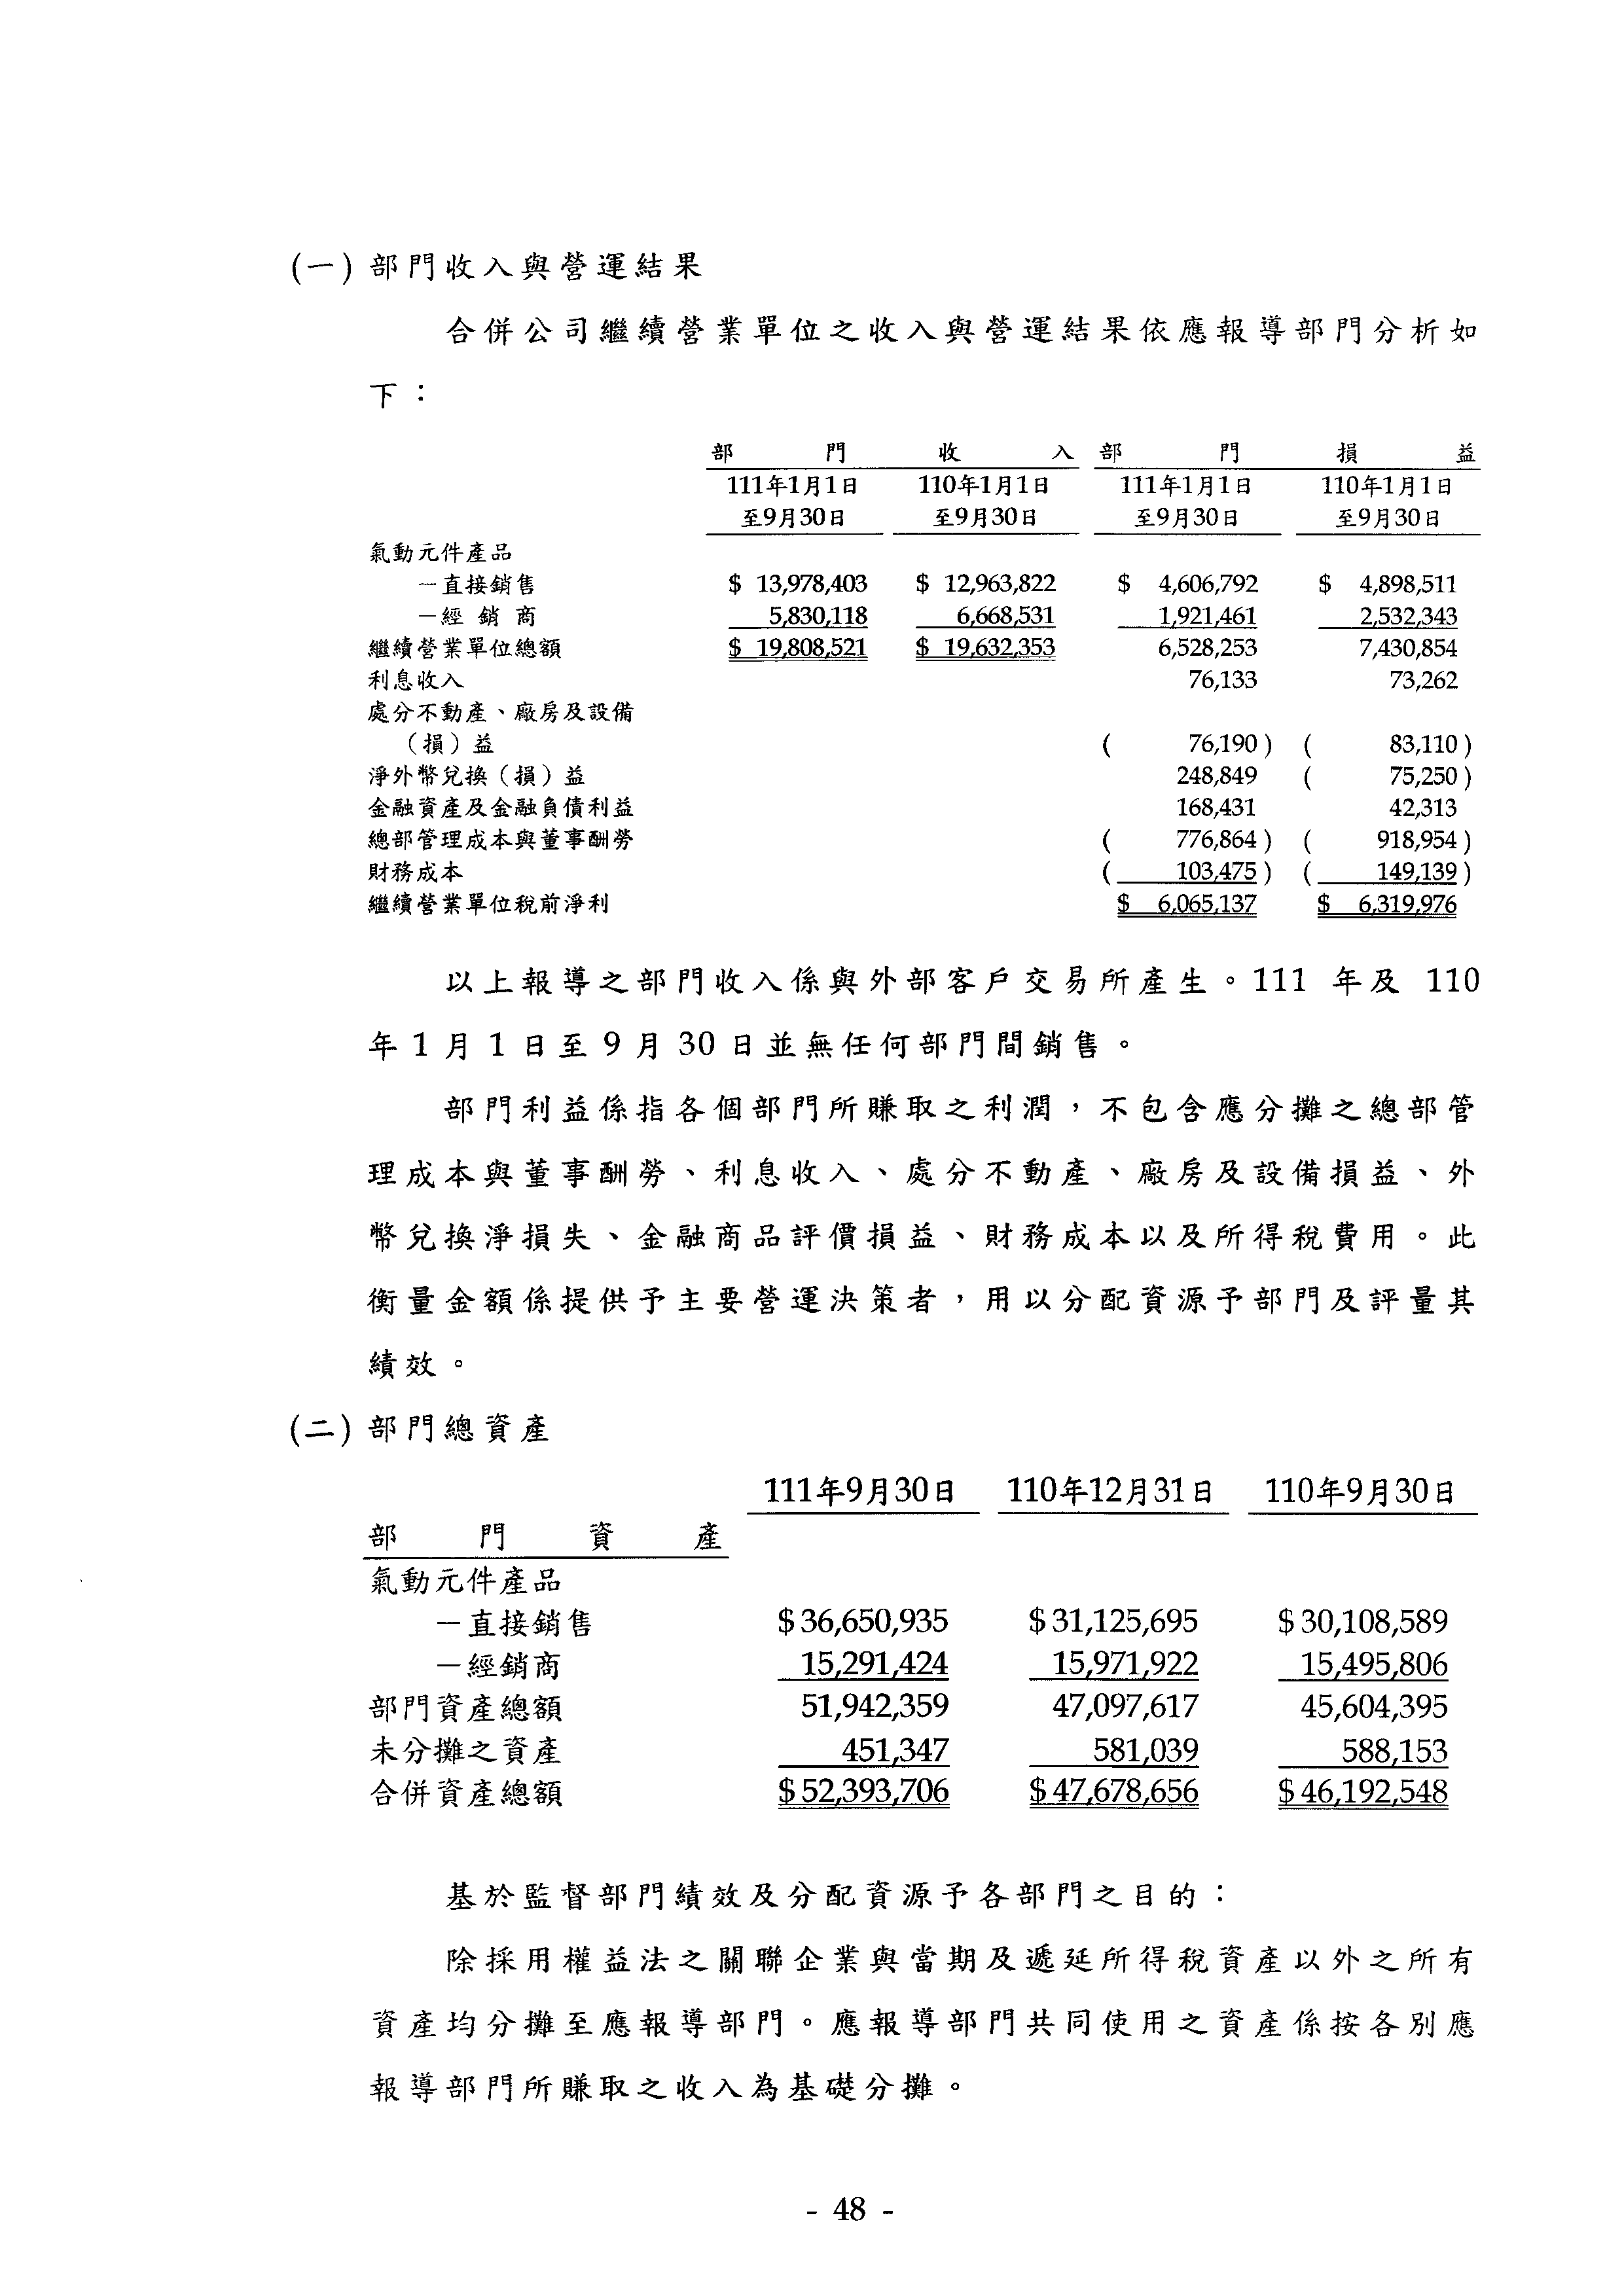 (一) 部門收入與營運結果
合併公司繼續營業單位之收入與營運結果依應報導部門分析如
下：
部門收入 部門損益
111年1月1日 110年1月1日 111年1月1日 110年1月1日
至9月30日 至9月30日 至9月30日 至9月30日
氣動元件產品
－直接銷售 $ 13,978,403 $ 12,963,822 $ 4,606,792 $ 4,898,511
－經 銷 商 5,830,118 6,668,531 1,921,461 2,532,343
繼續營業單位總額 $ 19,808,521 $ 19,632,353 6,528,253 7,430,854
利息收入 76,133 73,262
處分不動產、廠房及設備
（損）益 ( 76,190 ) ( 83,110 )
淨外幣兌換（損）益 248,849 ( 75,250 )
金融資產及金融負債利益 168,431 42,313
總部管理成本與董事酬勞 ( 776,864 ) ( 918,954 )
財務成本 ( 103,475 ) ( 149,139 )
繼續營業單位稅前淨利 $ 6,065,137 $ 6,319,976
以上報導之部門收入係與外部客戶交易所產生。111 年及 110
年 1 月 1 日至 9 月 30 日並無任何部門間銷售。
部門利益係指各個部門所賺取之利潤，不包含應分攤之總部管
理成本與董事酬勞、利息收入、處分不動產、廠房及設備損益、外
幣兌換淨損失、金融商品評價損益、財務成本以及所得稅費用。此
衡量金額係提供予主要營運決策者，用以分配資源予部門及評量其
績效。
(二) 部門總資產
111年9月30日 110年12月31日 110年9月30日
部門資產
氣動元件產品
－直接銷售 $ 36,650,935 $ 31,125,695 $ 30,108,589
－經銷商 15,291,424 15,971,922 15,495,806
部門資產總額 51,942,359 47,097,617 45,604,395
未分攤之資產 451,347 581,039 588,153
合併資產總額 $ 52,393,706 $ 47,678,656 $ 46,192,548
基於監督部門績效及分配資源予各部門之目的：
除採用權益法之關聯企業與當期及遞延所得稅資產以外之所有
資產均分攤至應報導部門。應報導部門共同使用之資產係按各別應
報導部門所賺取之收入為基礎分攤。
- 48 -